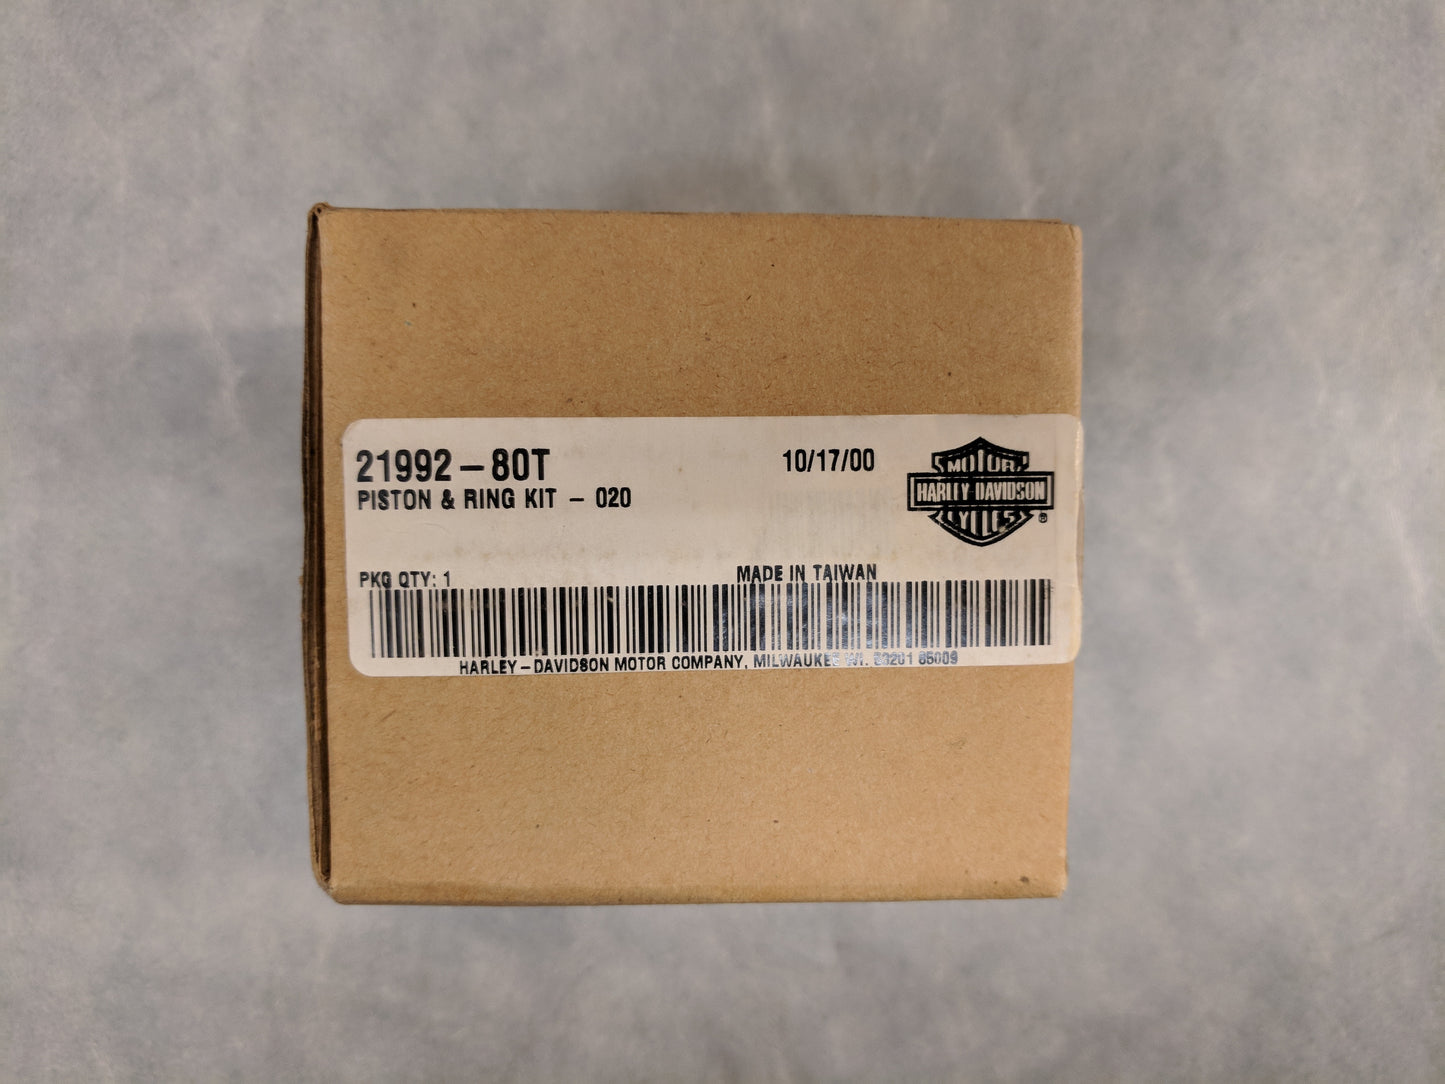 21992-80T
10/17/00
PISTON & RING KIT - 020
MOTOR
HARLEY-DAVIDSON
CYCLES
®
PKG QTY: 1
MADE IN TAIWAN
HARLEY-DAVIDSON MOTOR COMPANY, MILWAUKEE WI. 53201